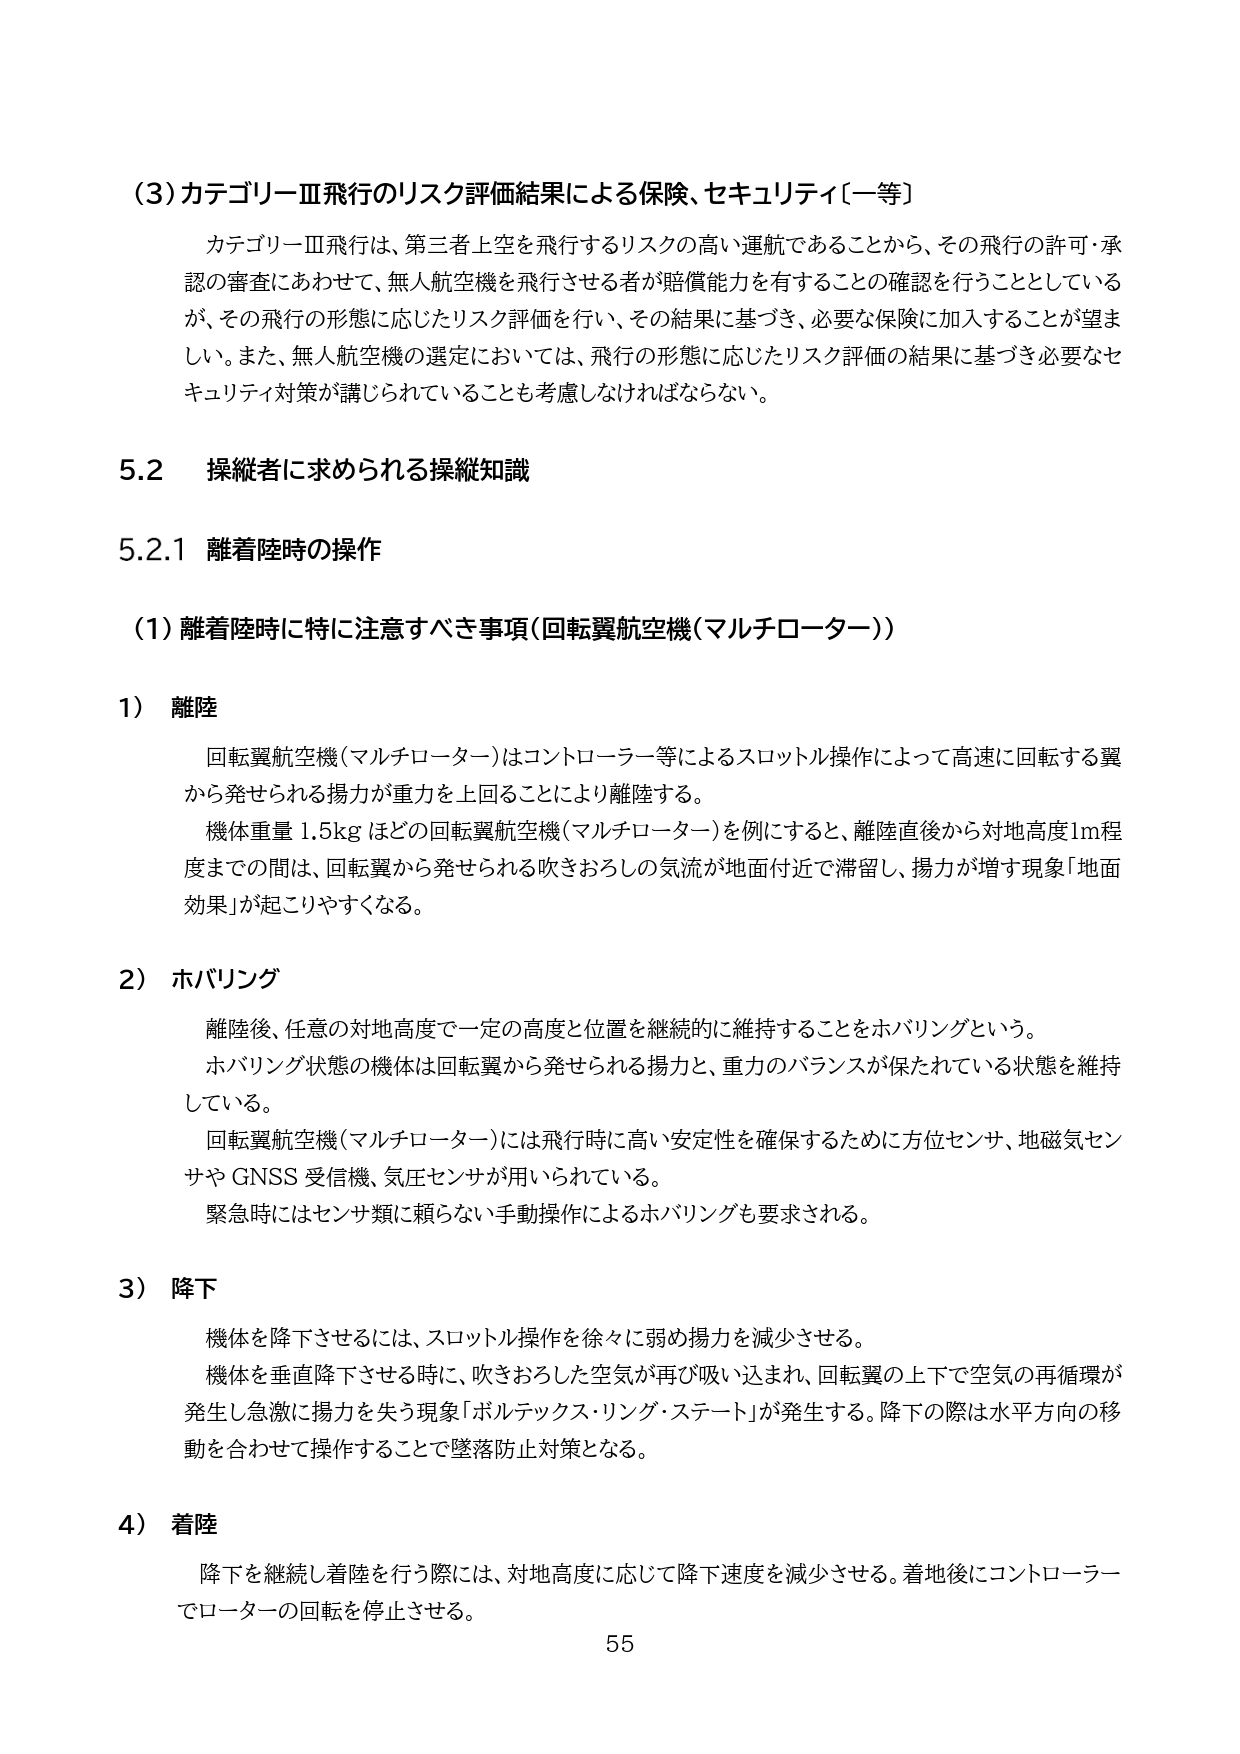 （3）カテゴリーⅢ飛行のリスク評価結果による保険、セキュリティ〔一等〕
カテゴリーⅢ飛行は、第三者上空を飛行するリスクの高い運航であることから、その飛行の許可・承
認の審査にあわせて、無人航空機を飛行させる者が賠償能力を有することの確認を行うこととしている
が、その飛行の形態に応じたリスク評価を行い、その結果に基づき、必要な保険に加入することが望ま
しい。また、無人航空機の選定においては、飛行の形態に応じたリスク評価の結果に基づき必要なセ
キュリティ対策が講じられていることも考慮しなければならない。
5.2 操縦者に求められる操縦知識
5.2.1 離着陸時の操作
（1）離着陸時に特に注意すべき事項（回転翼航空機（マルチローター））
1） 離陸
回転翼航空機（マルチローター）はコントローラー等によるスロットル操作によって高速に回転する翼
から発せられる揚力が重力を上回ることにより離陸する。
機体重量 1.5kg ほどの回転翼航空機（マルチローター）を例にすると、離陸直後から対地高度1m程
度までの間は、回転翼から発せられる吹きおろしの気流が地面付近で滞留し、揚力が増す現象「地面
効果」が起こりやすくなる。
2） ホバリング
離陸後、任意の対地高度で一定の高度と位置を継続的に維持することをホバリングという。
ホバリング状態の機体は回転翼から発せられる揚力と、重力のバランスが保たれている状態を維持
している。
回転翼航空機（マルチローター）には飛行時に高い安定性を確保するために方位センサ、地磁気セン
サや GNSS 受信機、気圧センサが用いられている。
緊急時にはセンサ類に頼らない手動操作によるホバリングも要求される。
3） 降下
機体を降下させるには、スロットル操作を徐々に弱め揚力を減少させる。
機体を垂直降下させる時に、吹きおろした空気が再び吸い込まれ、回転翼の上下で空気の再循環が
発生し急激に揚力を失う現象「ボルテックス・リング・ステート」が発生する。降下の際は水平方向の移
動を合わせて操作することで墜落防止対策となる。
4） 着陸
降下を継続し着陸を行う際には、対地高度に応じて降下速度を減少させる。着地後にコントローラー
でローターの回転を停止させる。
55